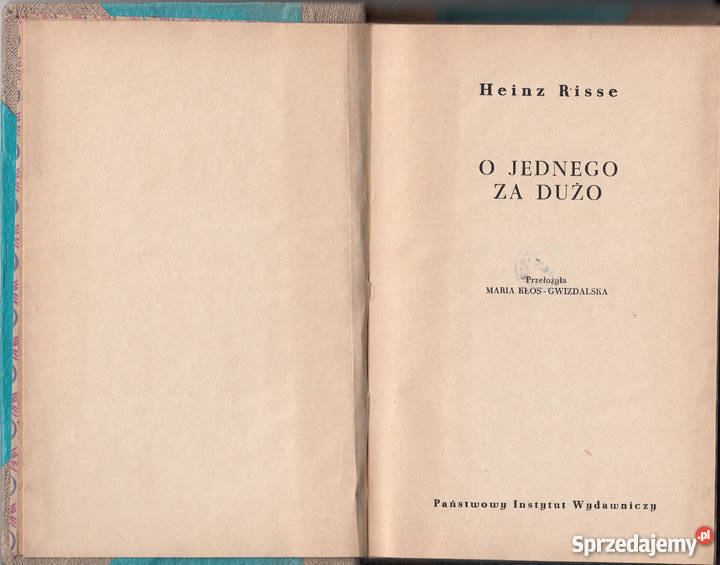 Heinz Risse
O JEDNEGO
ZA DUŻO
Przełożyła
MARIA KŁOS-GWIZDALSKA
Państwowy Instytut Wydawniczy
Sprzedajemy.pl